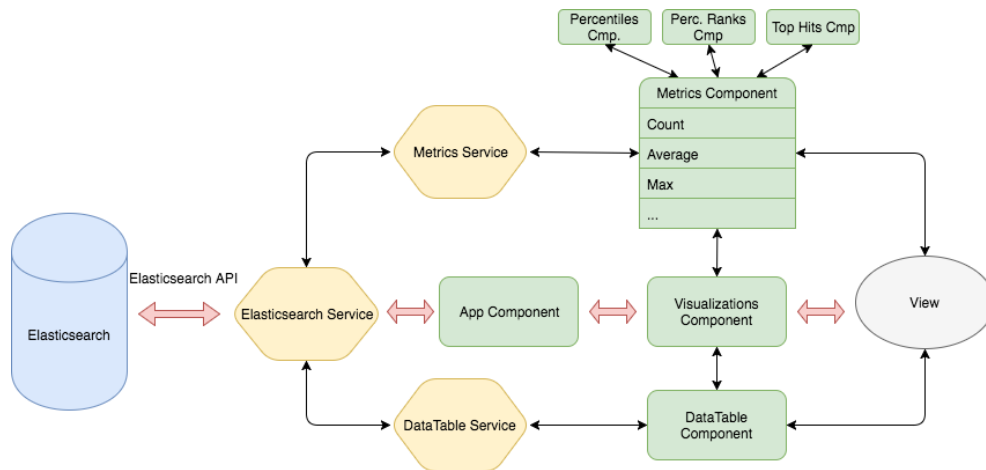 Percentiles
Cmp.
Perc. Ranks
Cmp
Top Hits Cmp
Metrics Component
Count
Average
Max
...
Metrics Service
Elasticsearch API
Elasticsearch
Elasticsearch Service
App Component
Visualizations
Component
View
DataTable Service
DataTable
Component